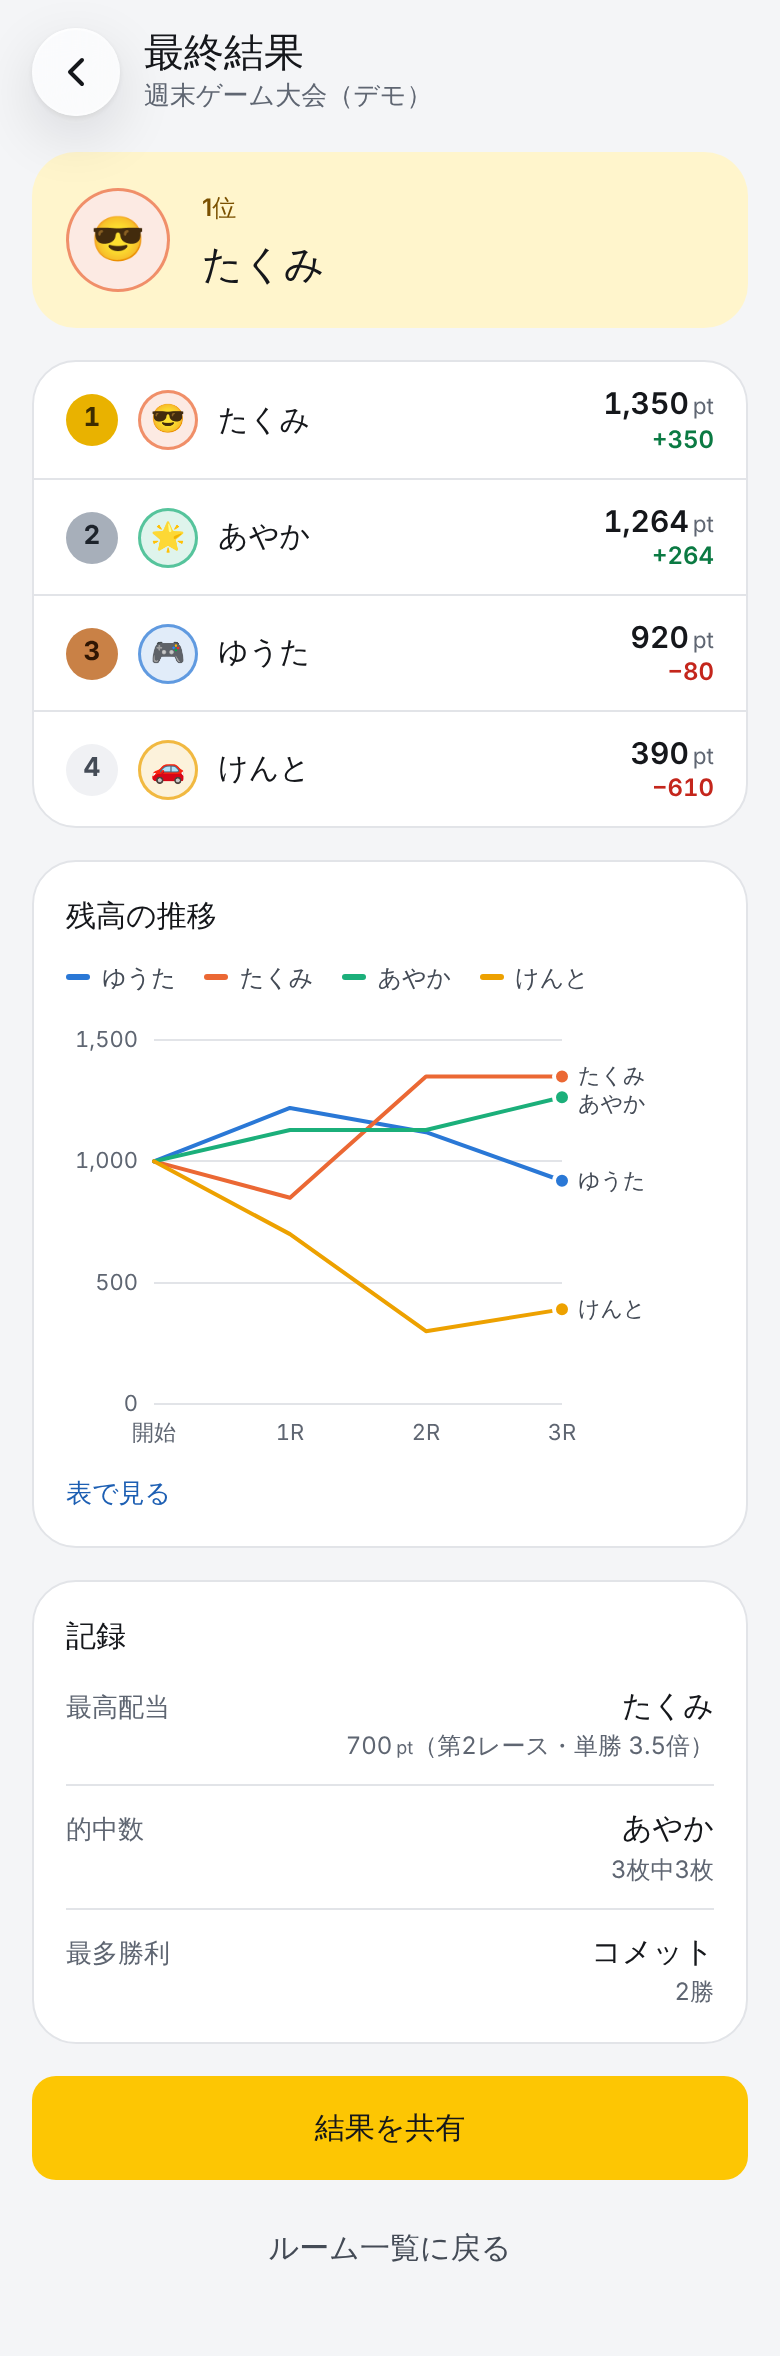 最終結果
週末ゲーム大会（デモ）
1位
たくみ
1 たくみ 1,350 pt
+350
2 あやか 1,264 pt
+264
3 ゆうた 920 pt
−80
4 けんと 390 pt
−610
残高の推移
ゆうた たくみ あやか けんと
1,500
たくみ
あやか
1,000
ゆうた
500
けんと
0
開始 1R 2R 3R
表で見る
記録
最高配当 たくみ
700 pt（第2レース・単勝 3.5倍）
的中数 あやか
3枚中3枚
最多勝利 コメット
2勝
結果を共有
ルーム一覧に戻る